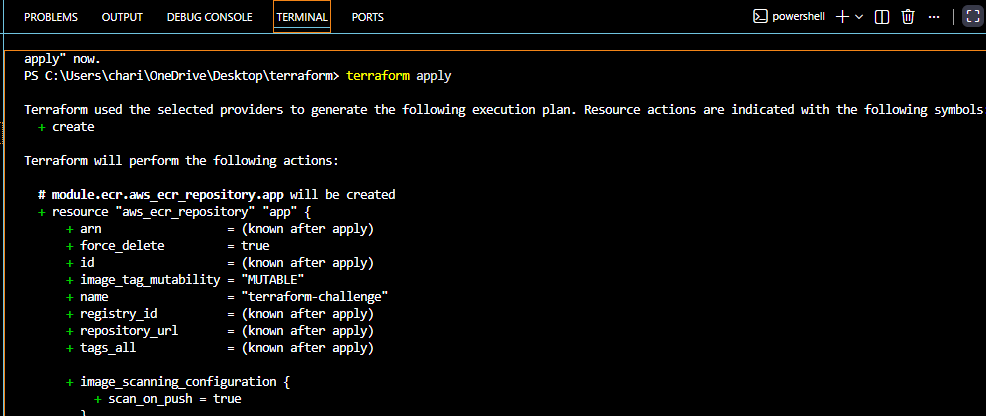 PROBLEMS OUTPUT DEBUG CONSOLE TERMINAL PORTS powershell
apply" now.
PS C:\Users\chari\OneDrive\Desktop\terraform> terraform apply
Terraform used the selected providers to generate the following execution plan. Resource actions are indicated with the following symbols
+ create
Terraform will perform the following actions:
# module.ecr.aws_ecr_repository.app will be created
+ resource "aws_ecr_repository" "app" {
+ arn = (known after apply)
+ force_delete = true
+ id = (known after apply)
+ image_tag_mutability = "MUTABLE"
+ name = "terraform-challenge"
+ registry_id = (known after apply)
+ repository_url = (known after apply)
+ tags_all = (known after apply)
+ image_scanning_configuration {
+ scan_on_push = true
}